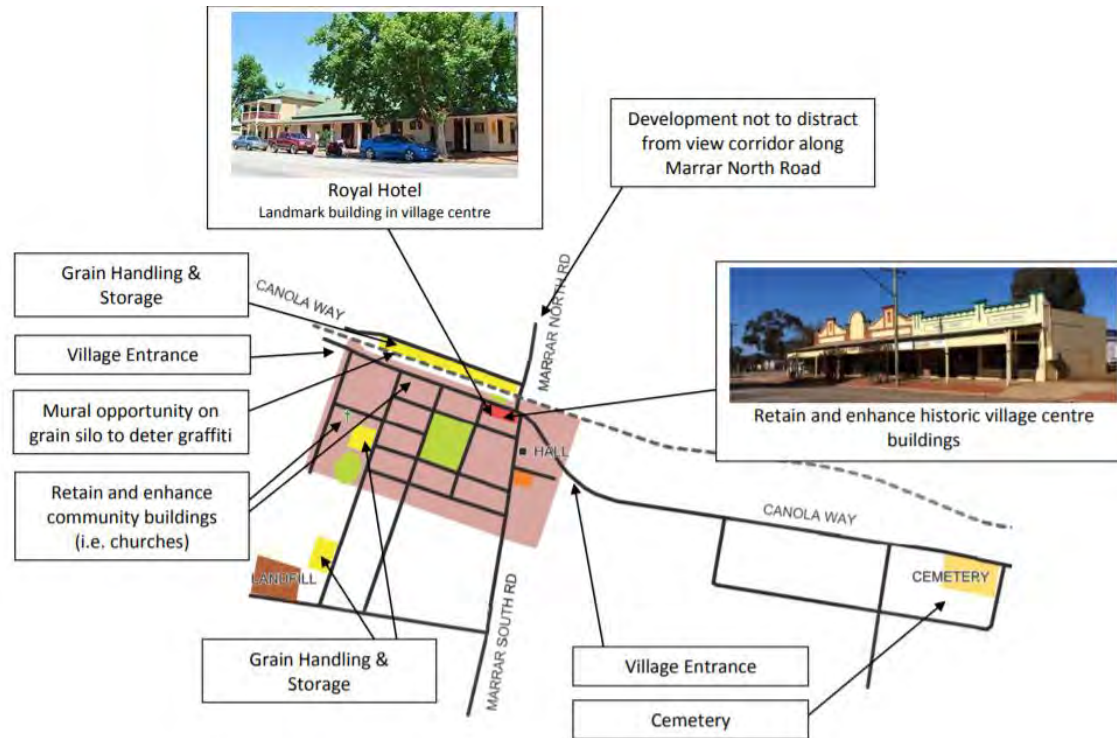 Royal Hotel
Landmark building in village centre
Development not to distract
from view corridor along
Marrar North Road
Grain Handling &
Storage
Village Entrance
Mural opportunity on
grain silo to deter graffiti
Retain and enhance
community buildings
(i.e. churches)
Retain and enhance historic village centre
buildings
CANOLA WAY
MARRAR NORTH RD
HALL
CANOLA WAY
LANDFILL
CEMETERY
MARRAR SOUTH RD
Grain Handling &
Storage
Village Entrance
Cemetery